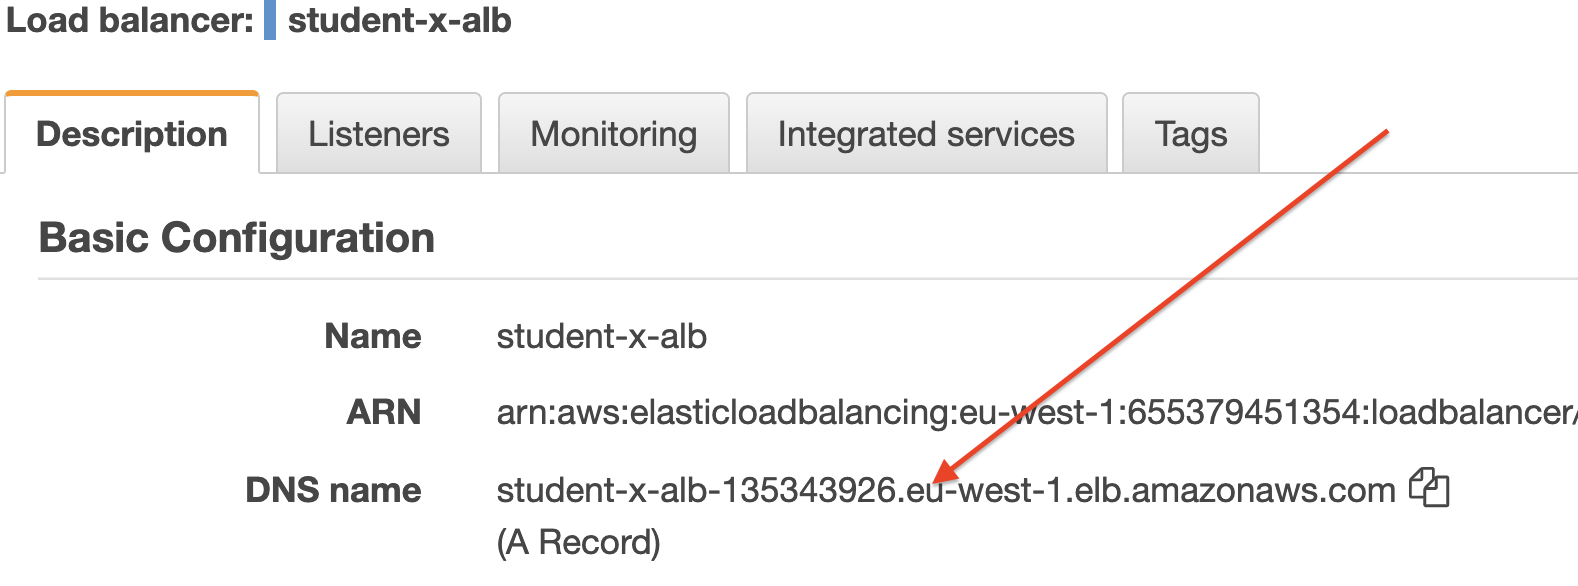 Load balancer: student-x-alb
Description Listeners Monitoring Integrated services Tags
Basic Configuration
Name student-x-alb
ARN arn:aws:elasticloadbalancing:eu-west-1:655379451354:loadbalancer/
DNS name student-x-alb-135343926.eu-west-1.elb.amazonaws.com
(A Record)